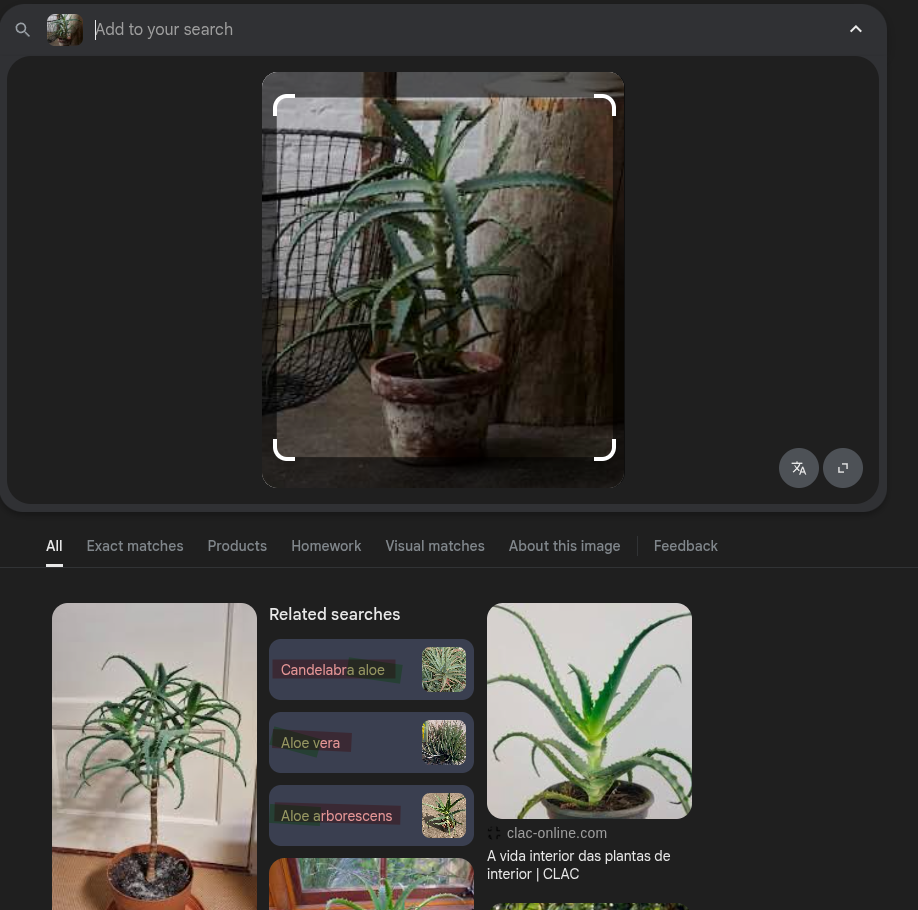 Add to your search
All Exact matches Products Homework Visual matches About this image Feedback
Related searches
Candelabra aloe
Aloe vera
Aloe arborescens
clac-online.com
A vida interior das plantas de
interior | CLAC